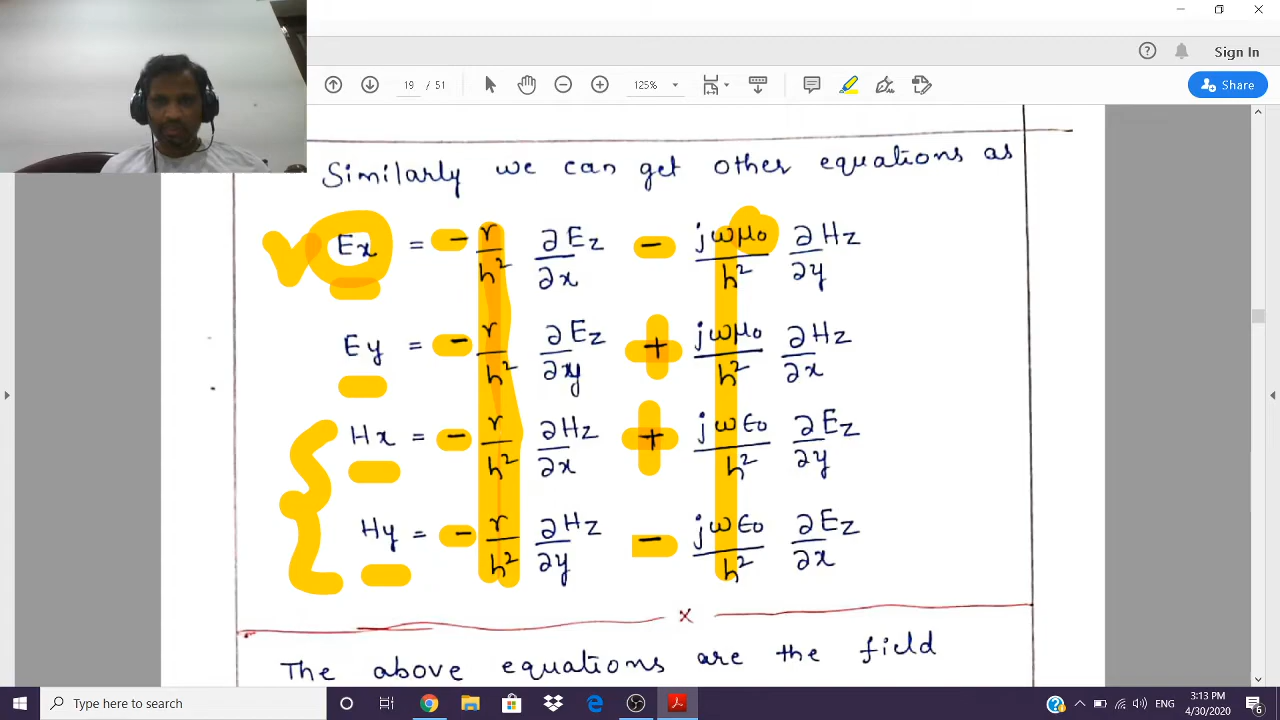 Sign In
19 / 51
125%
Share
Similarly we can get other equations as
Ex = - r/h² ∂Ez/∂x - jωμ₀/h² ∂Hz/∂y
Ey = - r/h² ∂Ez/∂y + jωμ₀/h² ∂Hz/∂x
Hx = - r/h² ∂Hz/∂x + jωϵ₀/h² ∂Ez/∂y
Hy = - r/h² ∂Hz/∂y - jωϵ₀/h² ∂Ez/∂x
x
The above equations are the field
Type here to search
3:13 PM
4/30/2020